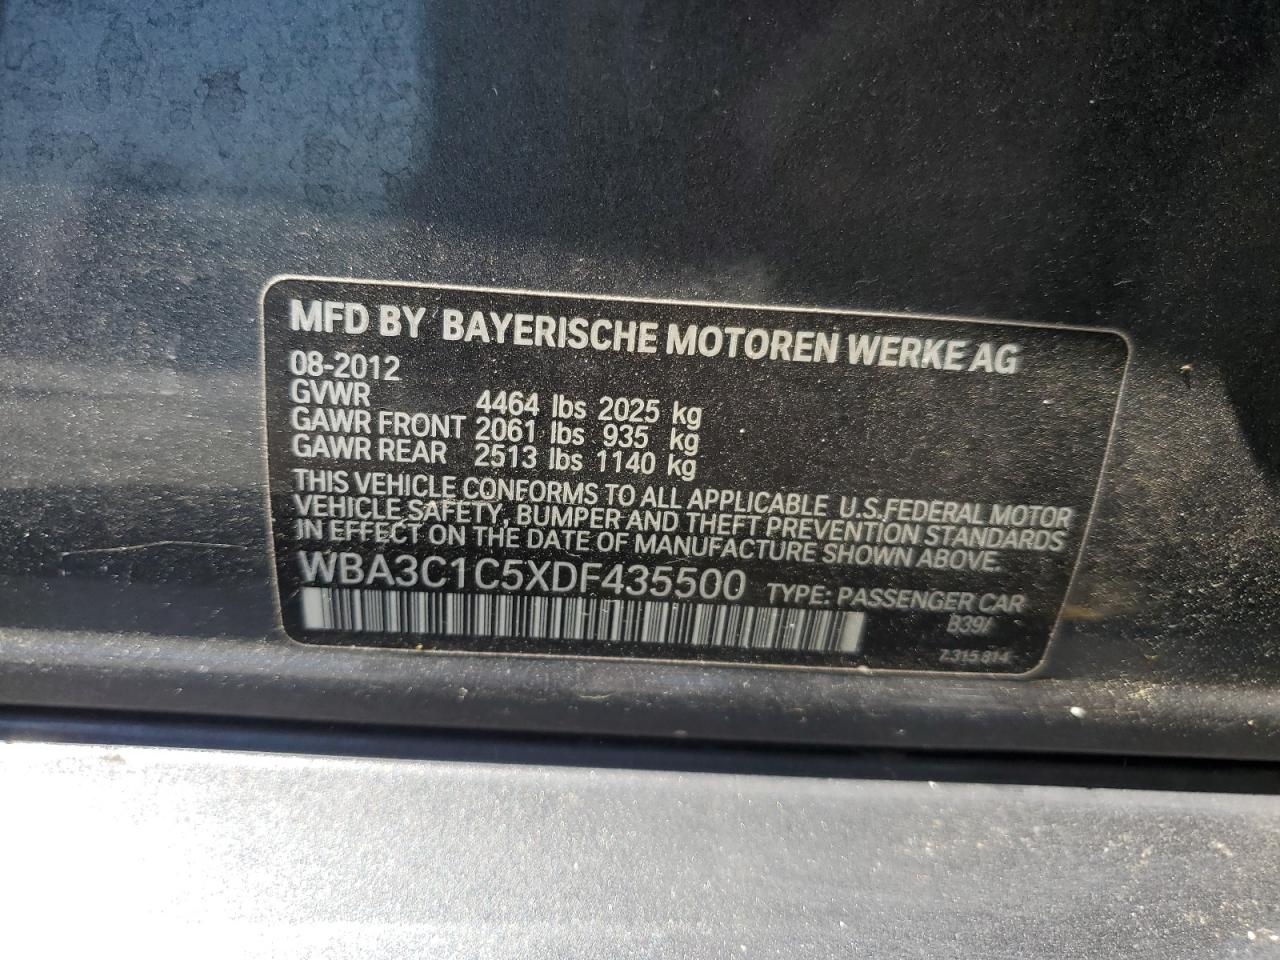 MFD BY BAYERISCHE MOTOREN WERKE AG
08-2012
GVWR 4464 lbs 2025 kg
GAWR FRONT 2061 lbs 935 kg
GAWR REAR 2513 lbs 1140 kg
THIS VEHICLE CONFORMS TO ALL APPLICABLE U.S.FEDERAL MOTOR
VEHICLE SAFETY, BUMPER AND THEFT PREVENTION STANDARDS
IN EFFECT ON THE DATE OF MANUFACTURE SHOWN ABOVE.
WBA3C1C5XDF435500 TYPE: PASSENGER CAR
B39/
7.315 814